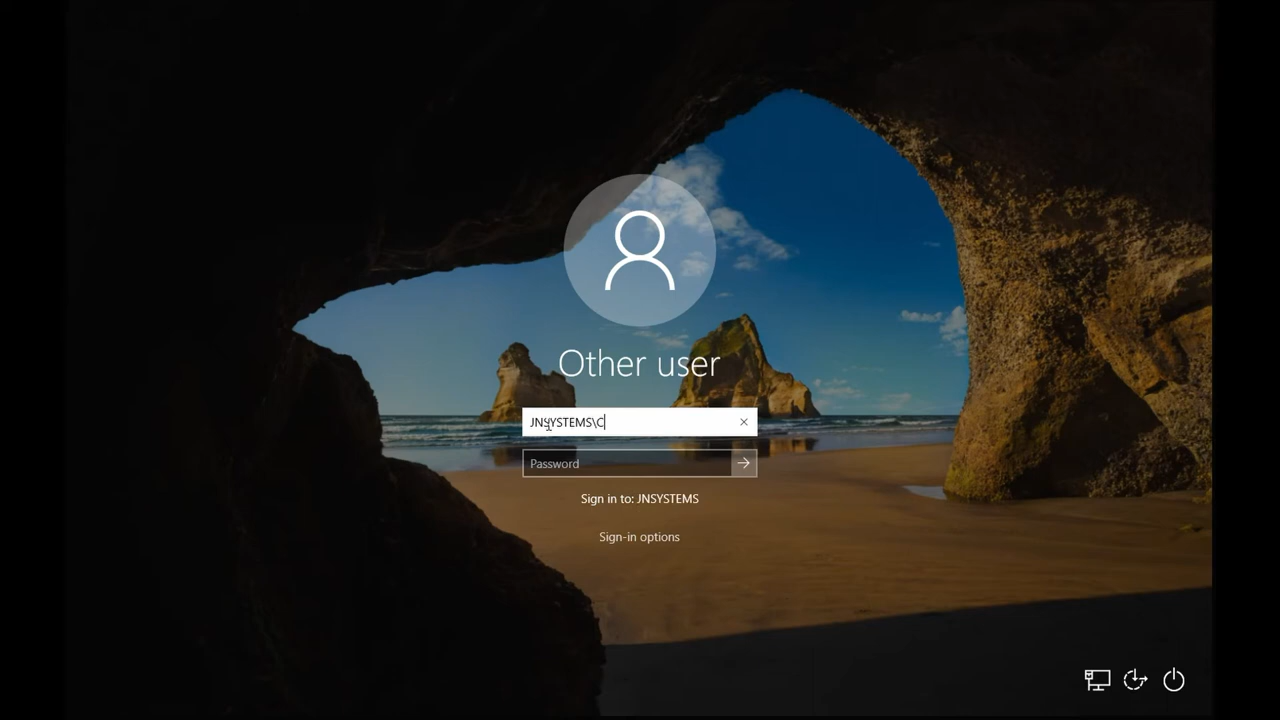 Other user
JNSYSTEMS\C
Password
Sign in to: JNSYSTEMS
Sign-in options